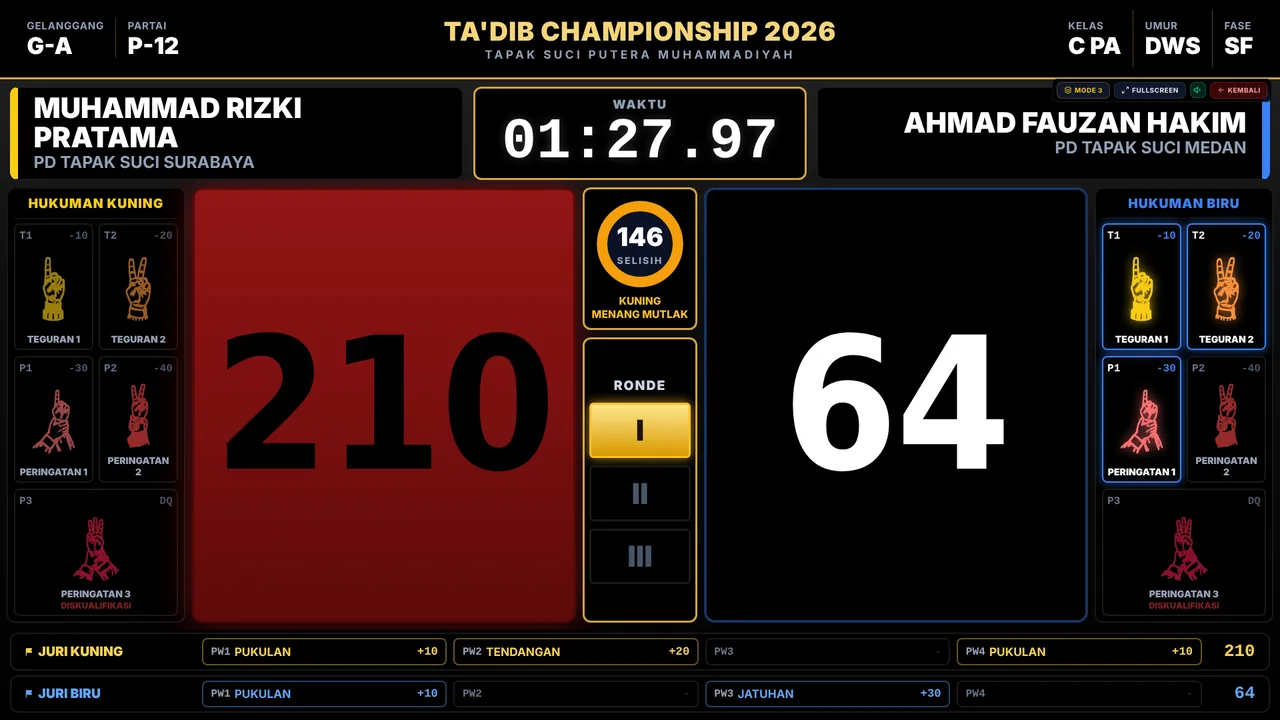 GELANGGANG
G-A
PARTAI
P-12
TA'DIB CHAMPIONSHIP 2026
TAPAK SUCI PUTERA MUHAMMADIYAH
KELAS
C PA
UMUR
DWS
FASE
SF
MODE 3
FULLSCREEN
KEMBALI
MUHAMMAD RIZKI
PRATAMA
PD TAPAK SUCI SURABAYA
WAKTU
01:27.97
AHMAD FAUZAN HAKIM
PD TAPAK SUCI MEDAN
HUKUMAN KUNING
T1 -10
TEGURAN 1
T2 -20
TEGURAN 2
P1 -30
PERINGATAN 1
P2 -40
PERINGATAN
2
P3 DQ
PERINGATAN 3
DISKUALIFIKASI
210
146
SELISIH
KUNING
MENANG MUTLAK
RONDE
I
II
III
64
HUKUMAN BIRU
T1 -10
TEGURAN 1
T2 -20
TEGURAN 2
P1 -30
PERINGATAN 1
P2 -40
PERINGATAN
2
P3 DQ
PERINGATAN 3
DISKUALIFIKASI
JURI KUNING PW1 PUKULAN +10 PW2 TENDANGAN +20 PW3 - PW4 PUKULAN +10 210
JURI BIRU PW1 PUKULAN +10 PW2 - PW3 JATUHAN +30 PW4 - 64